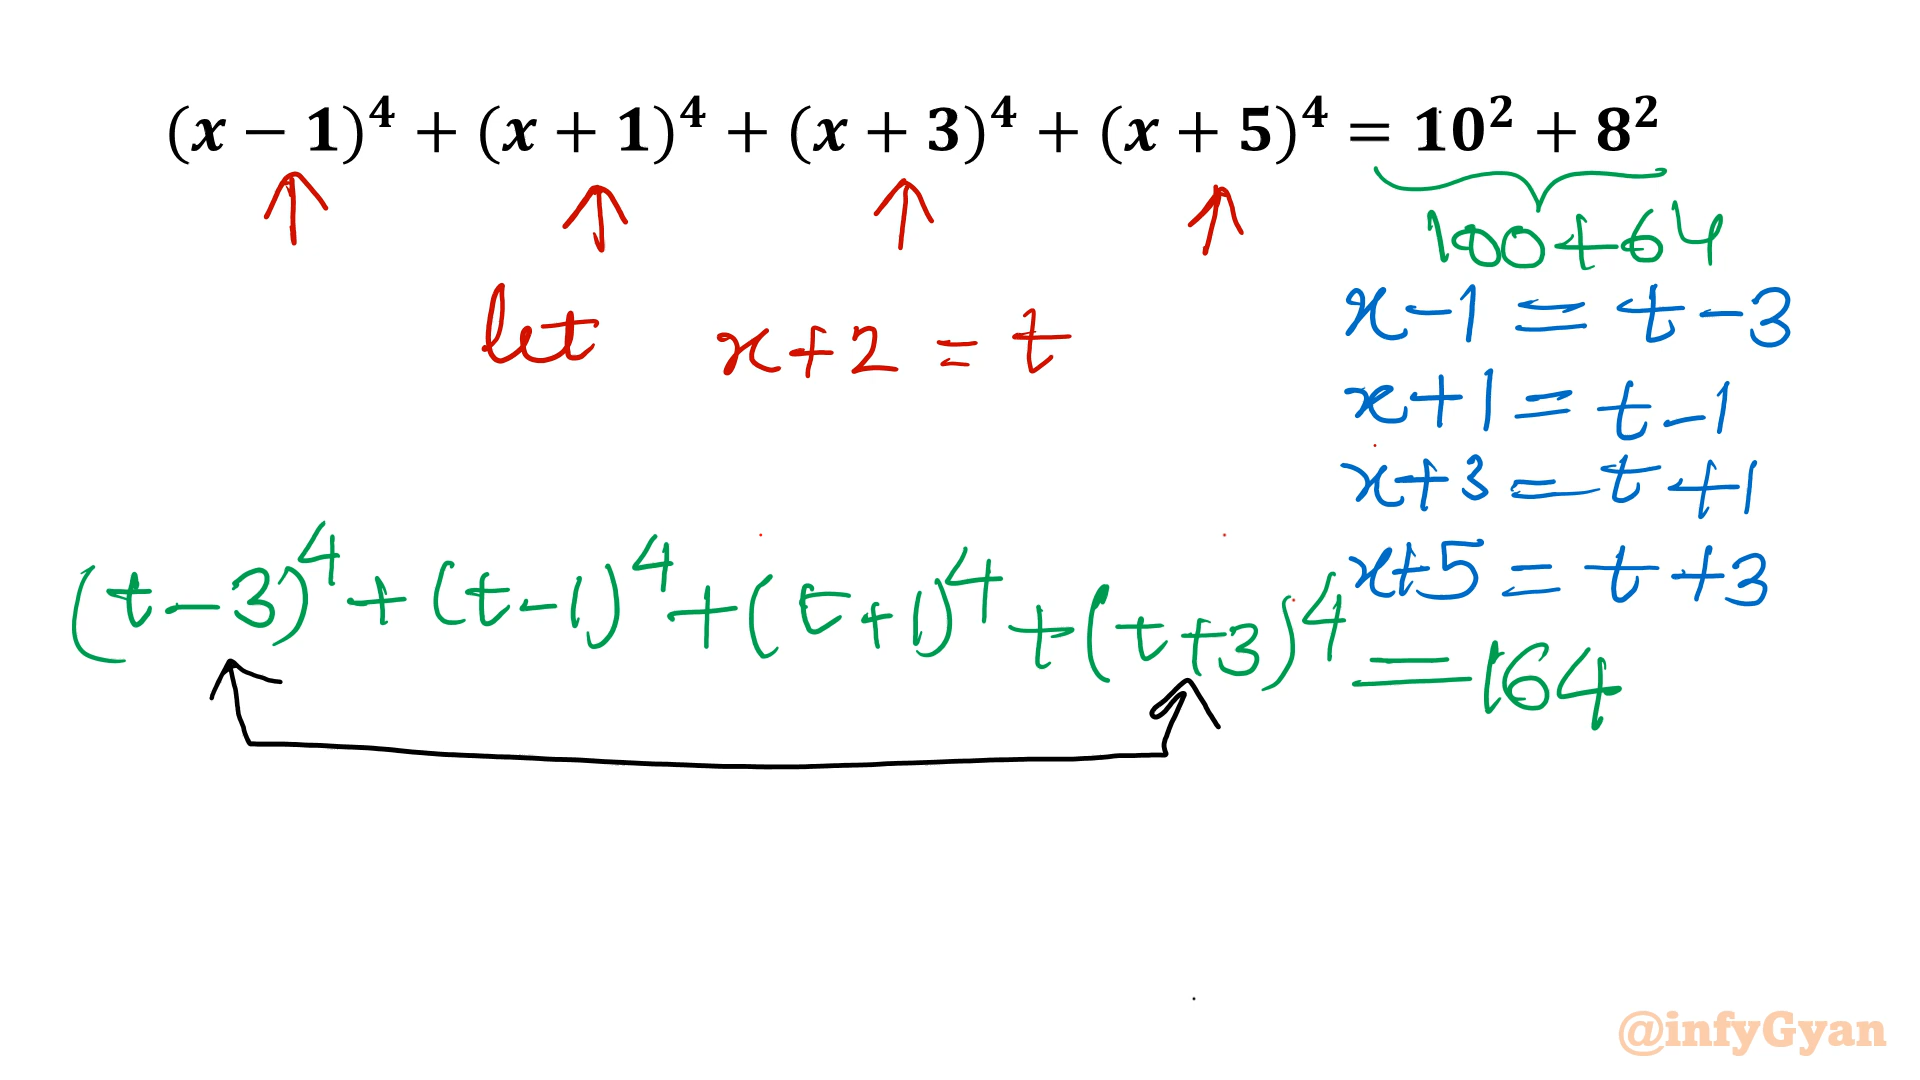 (x − 1)⁴ + (x + 1)⁴ + (x + 3)⁴ + (x + 5)⁴ = 10² + 8²
100+64
let x+2 = t
x-1 = t-3
x+1 = t-1
x+3 = t+1
x+5 = t+3
(t-3)⁴+(t-1)⁴+(t+1)⁴+(t+3)⁴ = 164
@infyGyan